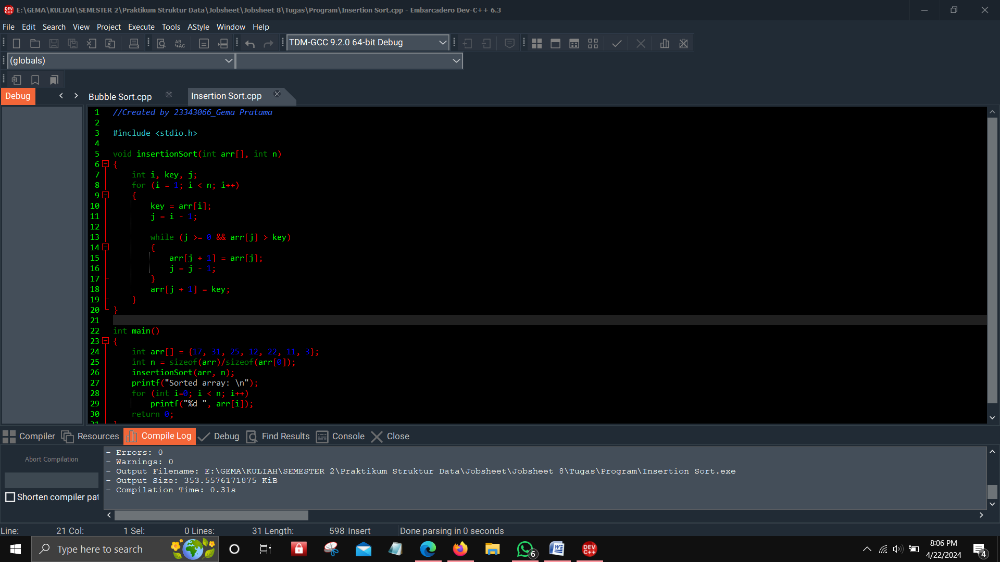 E:\GEMA\KULIAH\SEMESTER 2\Praktikum Struktur Data\Jobsheet\Jobsheet 8\Tugas\Program\Insertion Sort.cpp - Embarcadero Dev-C++ 6.3
File Edit Search View Project Execute Tools AStyle Window Help
TDM-GCC 9.2.0 64-bit Debug
(globals)
Debug Bubble Sort.cpp Insertion Sort.cpp
1 //Created by 23343066_Gema Pratama
2
3 #include <stdio.h>
4
5 void insertionSort(int arr[], int n)
6 {
7     int i, key, j;
8     for (i = 1; i < n; i++)
9     {
10         key = arr[i];
11         j = i - 1;
12
13         while (j >= 0 && arr[j] > key)
14         {
15             arr[j + 1] = arr[j];
16             j = j - 1;
17         }
18         arr[j + 1] = key;
19     }
20 }
21
22 int main()
23 {
24     int arr[] = {17, 31, 25, 12, 22, 11, 3};
25     int n = sizeof(arr)/sizeof(arr[0]);
26     insertionSort(arr, n);
27     printf("Sorted array: \n");
28     for (int i=0; i < n; i++)
29         printf("%d ", arr[i]);
30     return 0;
31 }
Compiler Resources Compile Log Debug Find Results Console Close
Abort Compilation
Shorten compiler pat
- Errors: 0
- Warnings: 0
- Output Filename: E:\GEMA\KULIAH\SEMESTER 2\Praktikum Struktur Data\Jobsheet\Jobsheet 8\Tugas\Program\Insertion Sort.exe
- Output Size: 353.5576171875 KiB
- Compilation Time: 0.31s
Line: 21 Col: 1 Sel: 0 Lines: 31 Length: 598 Insert Done parsing in 0 seconds
Type here to search
6
DEV C++
8:06 PM
4/22/2024
4